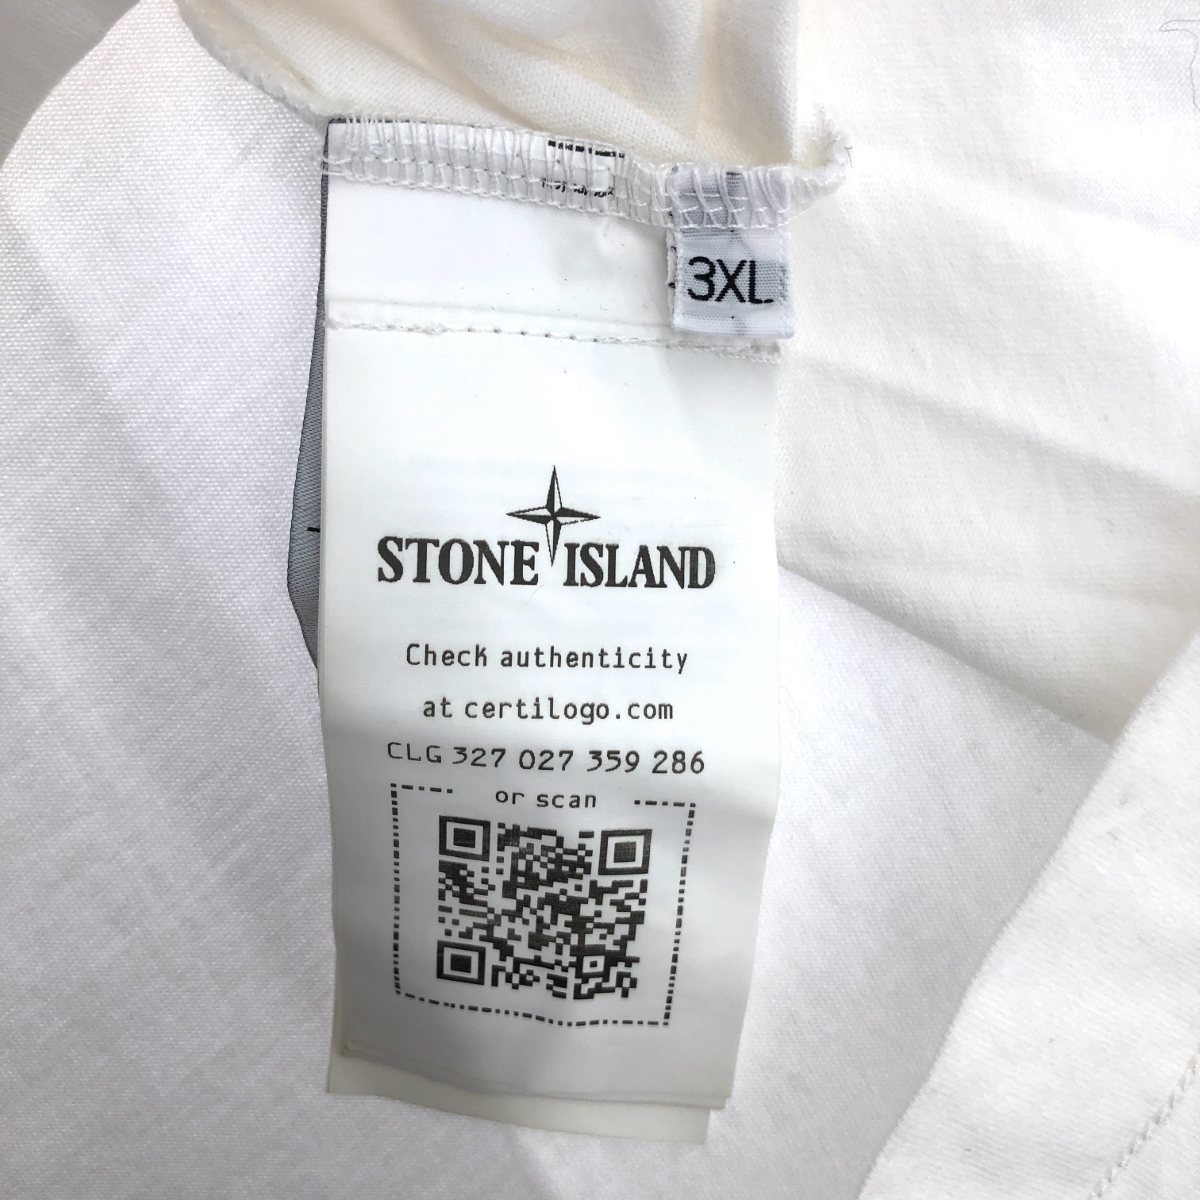 3XL
STONE ISLAND
Check authenticity
at certilogo.com
CLG 327 027 359 286
or scan